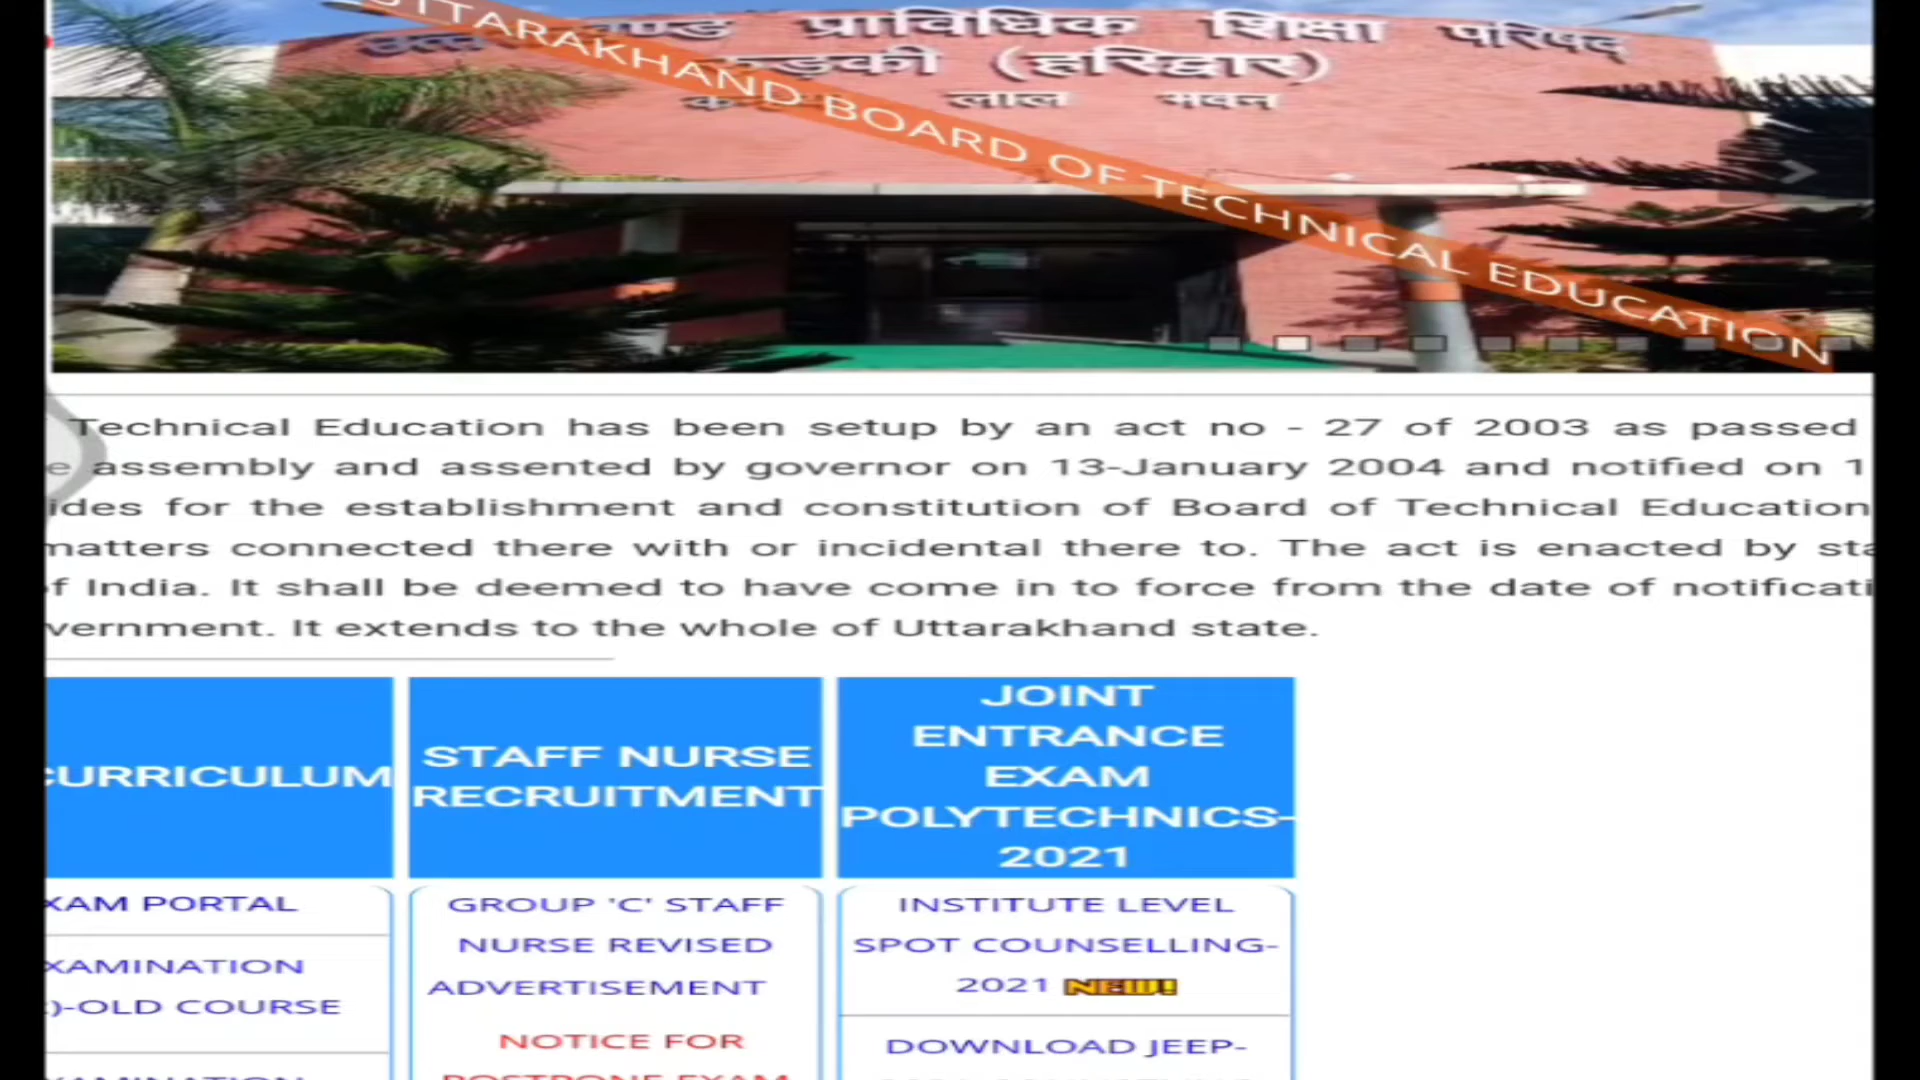 प्राविधिक शिक्षा परिषद्
(हरिद्वार)
लाल भवन
UTTARAKHAND BOARD OF TECHNICAL EDUCATION
Technical Education has been setup by an act no - 27 of 2003 as passed
e assembly and assented by governor on 13-January 2004 and notified on 1
ides for the establishment and constitution of Board of Technical Education
matters connected there with or incidental there to. The act is enacted by sta
f India. It shall be deemed to have come in to force from the date of notificati
vernment. It extends to the whole of Uttarakhand state.
CURRICULUM
STAFF NURSE
RECRUITMENT
JOINT
ENTRANCE
EXAM
POLYTECHNICS-
2021
XAM PORTAL
XAMINATION
)-OLD COURSE
XAMINATION
GROUP 'C' STAFF
NURSE REVISED
ADVERTISEMENT
NOTICE FOR
POSTPONE EXAM
INSTITUTE LEVEL
SPOT COUNSELLING-
2021 NEW!
DOWNLOAD JEEP-